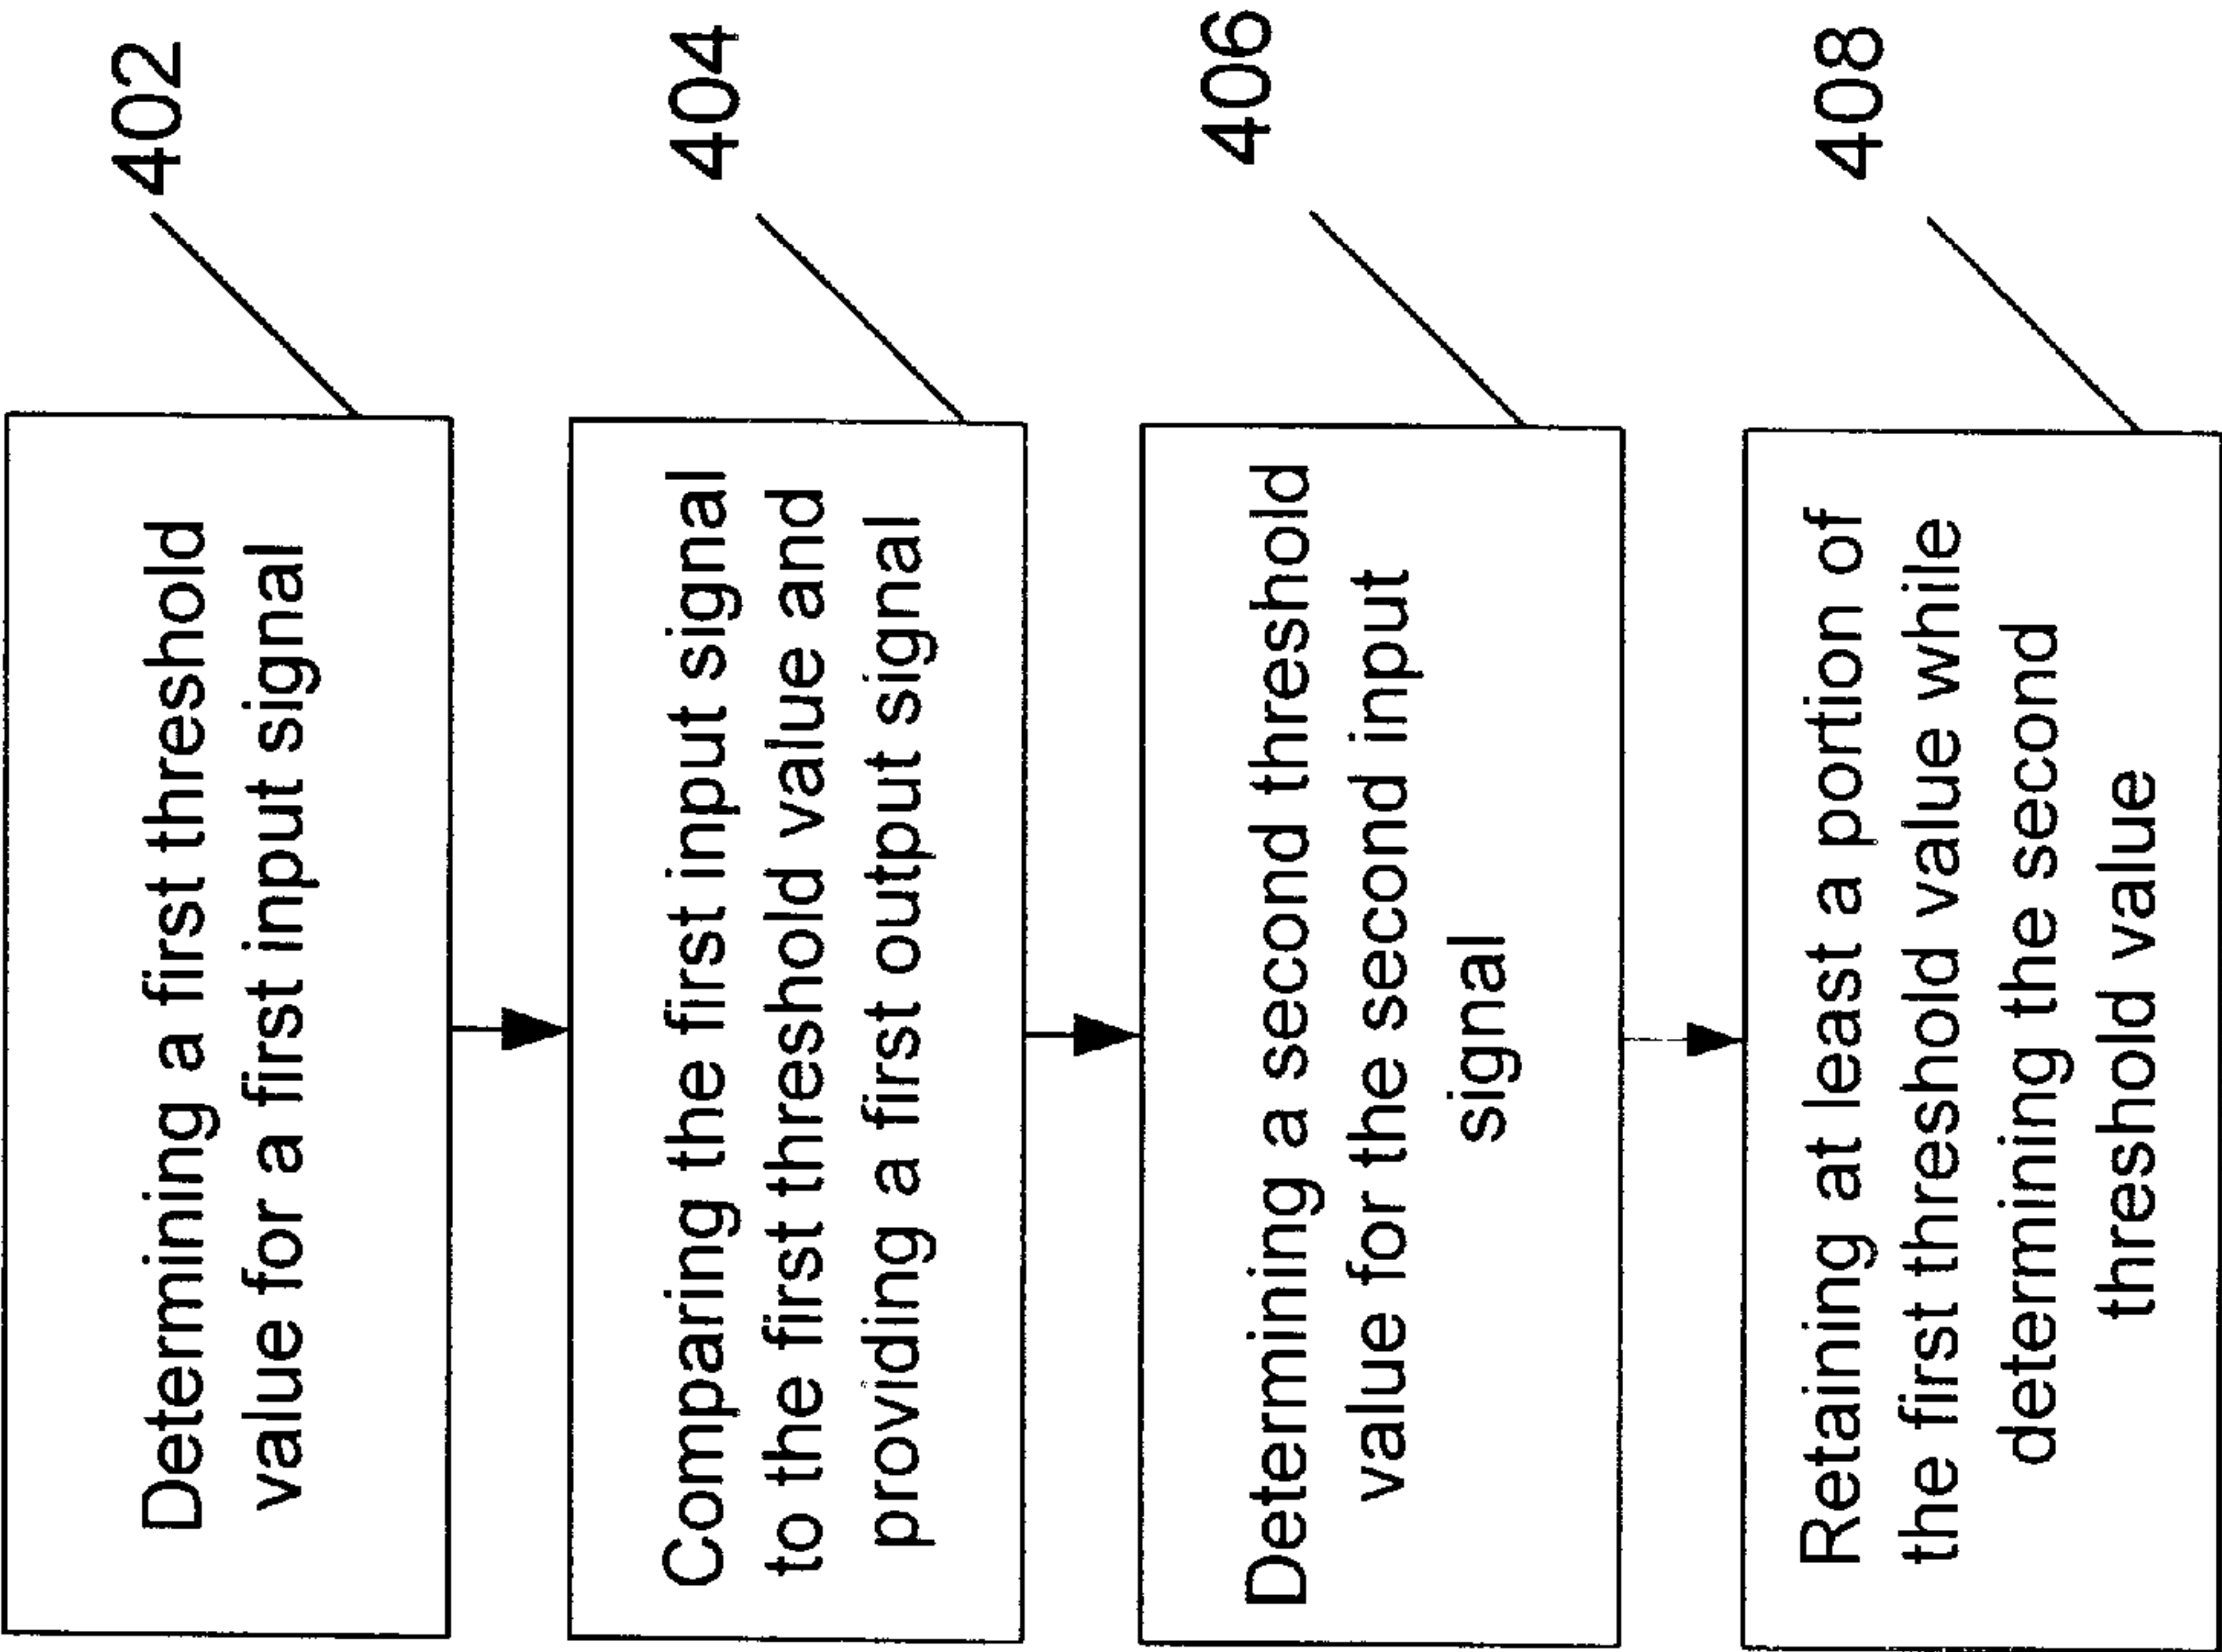 Determining a first threshold
value for a first input signal
402
Comparing the first input signal
to the first threshold value and
providing a first output signal
404
Determining a second threshold
value for the second input
signal
406
Retaining at least a portion of
the first threshold value while
determining the second
threshold value
408